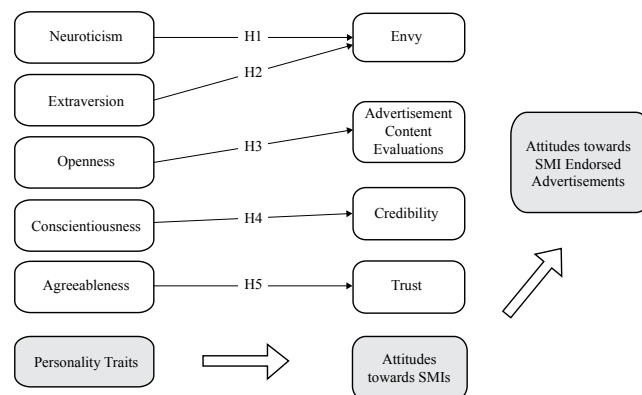 Neuroticism
H1
Envy
H2
Extraversion
Advertisement
Content
Evaluations
H3
Openness
Attitudes towards
SMI Endorsed
Advertisements
Conscientiousness
H4
Credibility
Agreeableness
H5
Trust
Personality Traits
Attitudes
towards SMIs